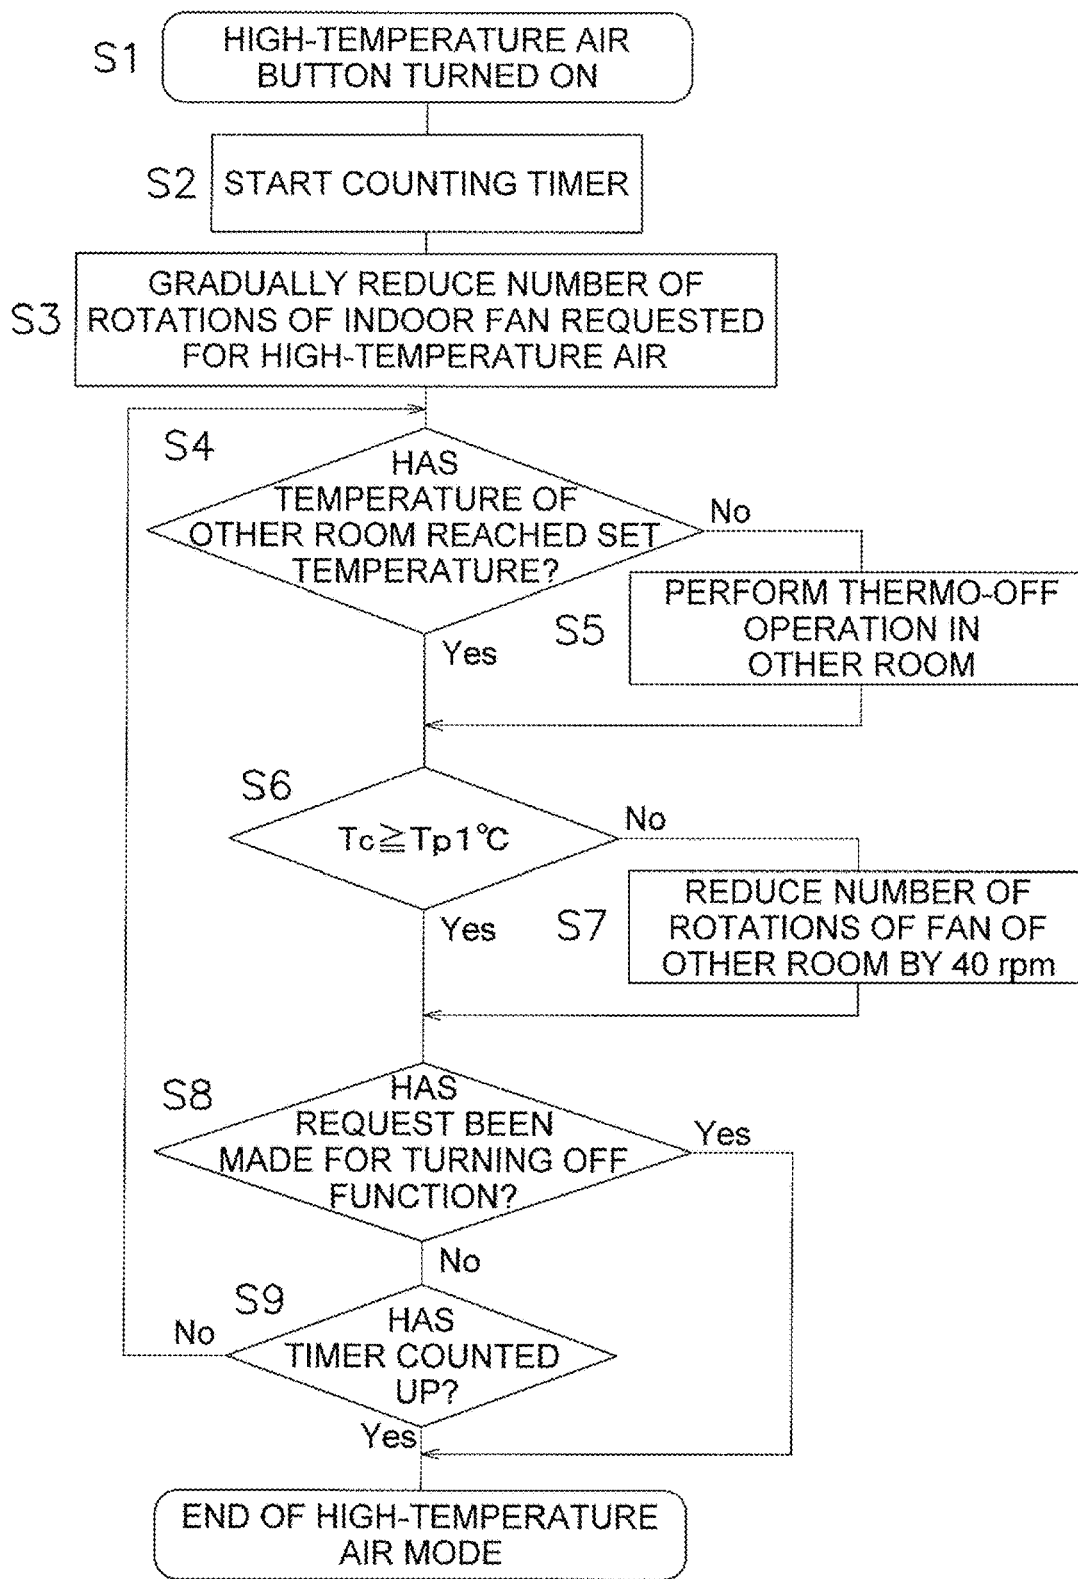 S1
HIGH-TEMPERATURE AIR
BUTTON TURNED ON
S2
START COUNTING TIMER
S3
GRADUALLY REDUCE NUMBER OF
ROTATIONS OF INDOOR FAN REQUESTED
FOR HIGH-TEMPERATURE AIR
S4
HAS
TEMPERATURE OF
OTHER ROOM REACHED SET
TEMPERATURE?
No
Yes
S5
PERFORM THERMO-OFF
OPERATION IN
OTHER ROOM
S6
Tc≧Tp1℃
No
Yes
S7
REDUCE NUMBER OF
ROTATIONS OF FAN OF
OTHER ROOM BY 40 rpm
S8
HAS
REQUEST BEEN
MADE FOR TURNING OFF
FUNCTION?
Yes
No
S9
HAS
TIMER COUNTED
UP?
No
Yes
END OF HIGH-TEMPERATURE
AIR MODE